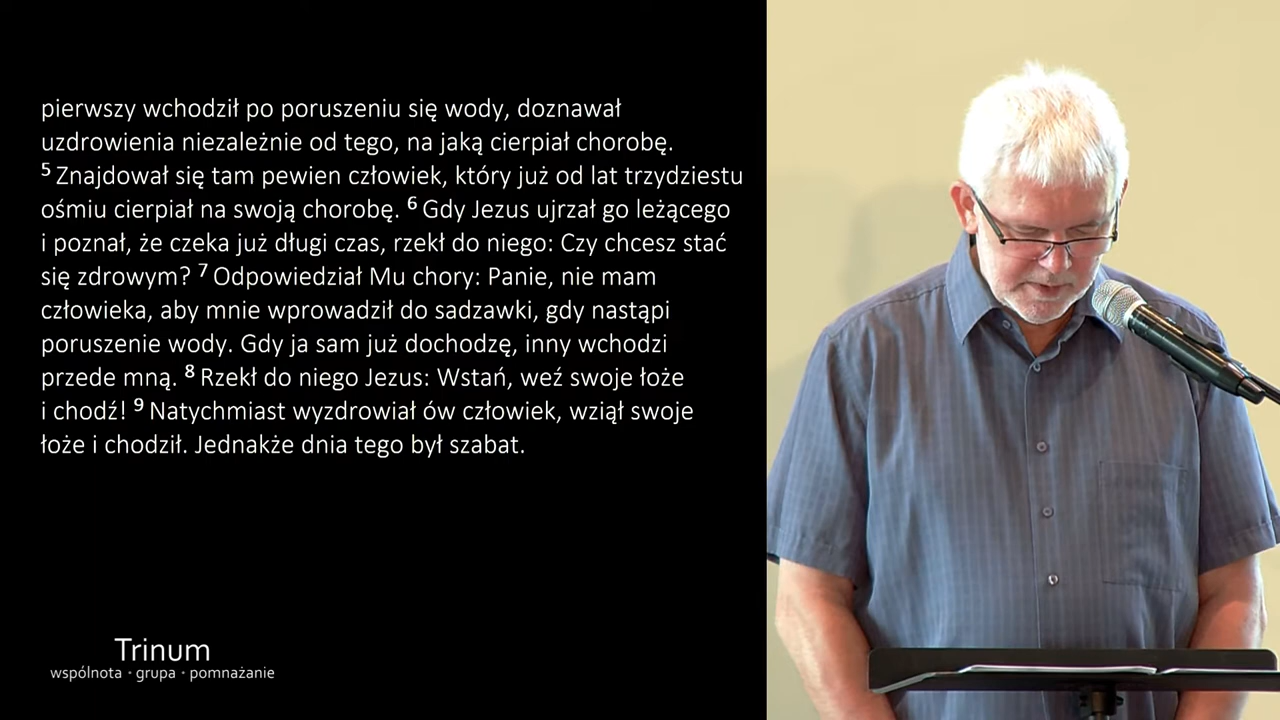 pierwszy wchodził po poruszeniu się wody, doznawał
uzdrowienia niezależnie od tego, na jaką cierpiał chorobę.
5 Znajdował się tam pewien człowiek, który już od lat trzydziestu
ośmiu cierpiał na swoją chorobę. 6 Gdy Jezus ujrzał go leżącego
i poznał, że czeka już długi czas, rzekł do niego: Czy chcesz stać
się zdrowym? 7 Odpowiedział Mu chory: Panie, nie mam
człowieka, aby mnie wprowadził do sadzawki, gdy nastąpi
poruszenie wody. Gdy ja sam już dochodzę, inny wchodzi
przede mną. 8 Rzekł do niego Jezus: Wstań, weź swoje łoże
i chodź! 9 Natychmiast wyzdrowiał ów człowiek, wziął swoje
łoże i chodził. Jednakże dnia tego był szabat.
Trinum
wspólnota · grupa · pomnażanie